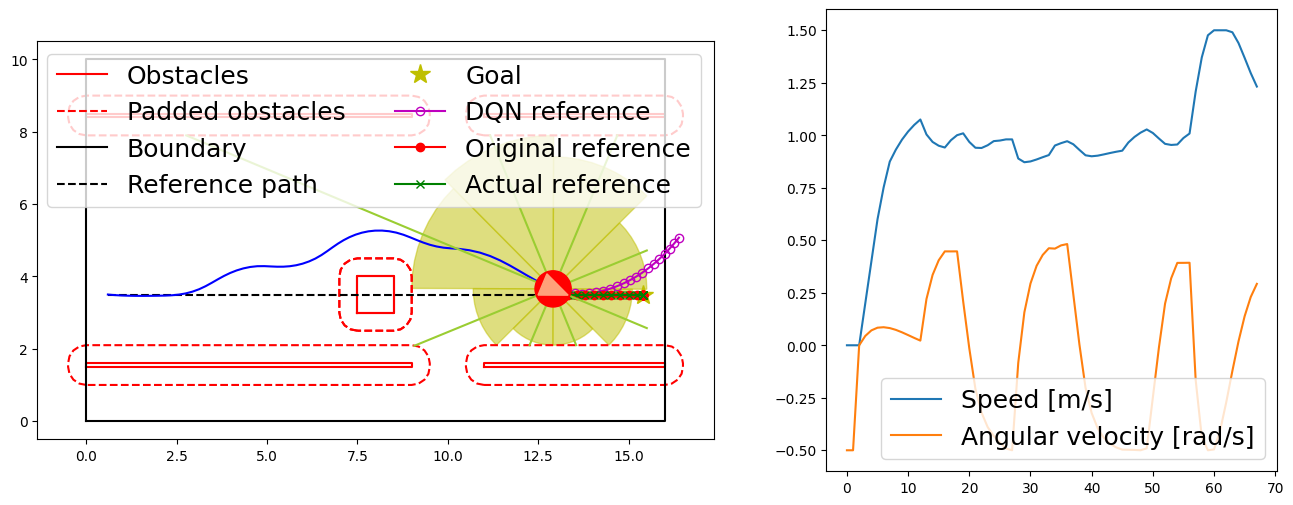 Obstacles
Padded obstacles
Boundary
Reference path
Goal
DQN reference
Original reference
Actual reference
10
8
6
4
2
0
0.0 2.5 5.0 7.5 10.0 12.5 15.0
1.50
1.25
1.00
0.75
0.50
0.25
0.00
−0.25
−0.50
Speed [m/s]
Angular velocity [rad/s]
0 10 20 30 40 50 60 70